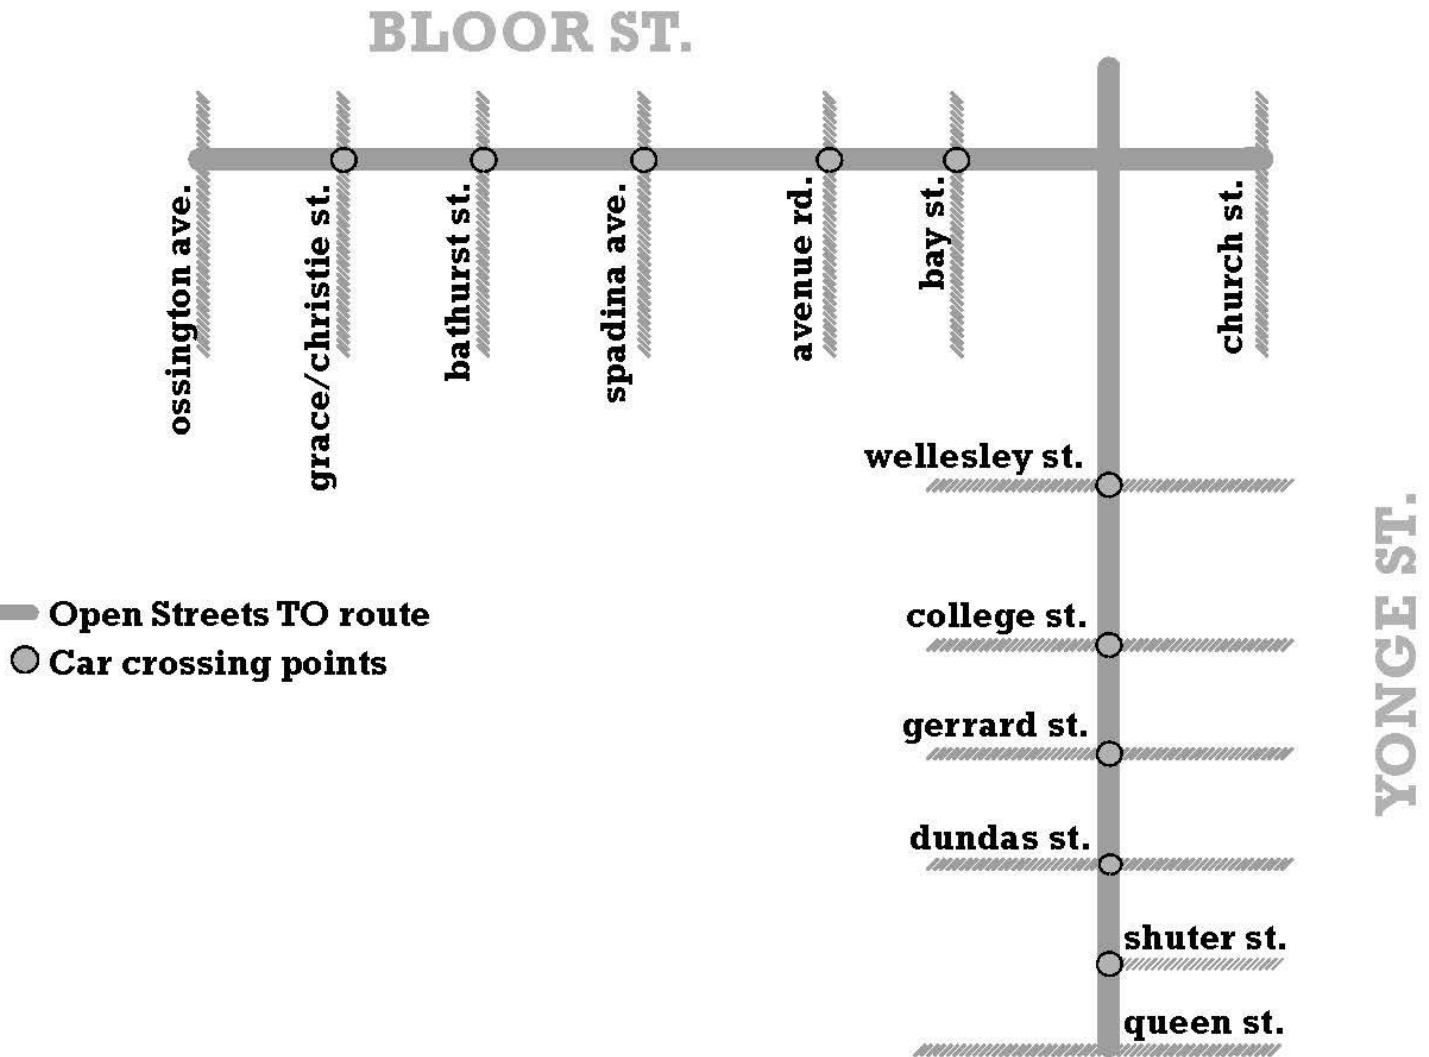 BLOOR ST.
ossington ave.
grace/christie st.
bathurst st.
spadina ave.
avenue rd.
bay st.
church st.
wellesley st.
YONGE ST.
Open Streets TO route
college st.
Car crossing points
gerrard st.
dundas st.
shuter st.
queen st.